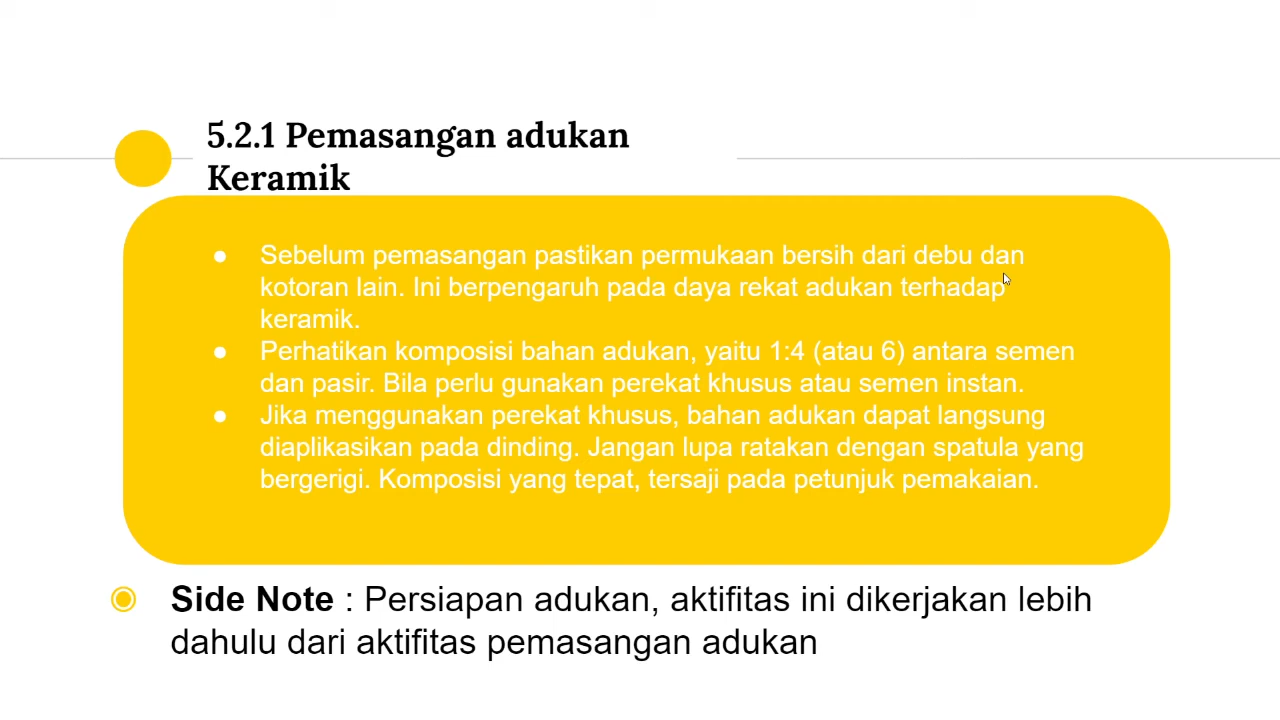 5.2.1 Pemasangan adukan
Keramik
● Sebelum pemasangan pastikan permukaan bersih dari debu dan
kotoran lain. Ini berpengaruh pada daya rekat adukan terhadap
keramik.
● Perhatikan komposisi bahan adukan, yaitu 1:4 (atau 6) antara semen
dan pasir. Bila perlu gunakan perekat khusus atau semen instan.
● Jika menggunakan perekat khusus, bahan adukan dapat langsung
diaplikasikan pada dinding. Jangan lupa ratakan dengan spatula yang
bergerigi. Komposisi yang tepat, tersaji pada petunjuk pemakaian.
Side Note : Persiapan adukan, aktifitas ini dikerjakan lebih
dahulu dari aktifitas pemasangan adukan